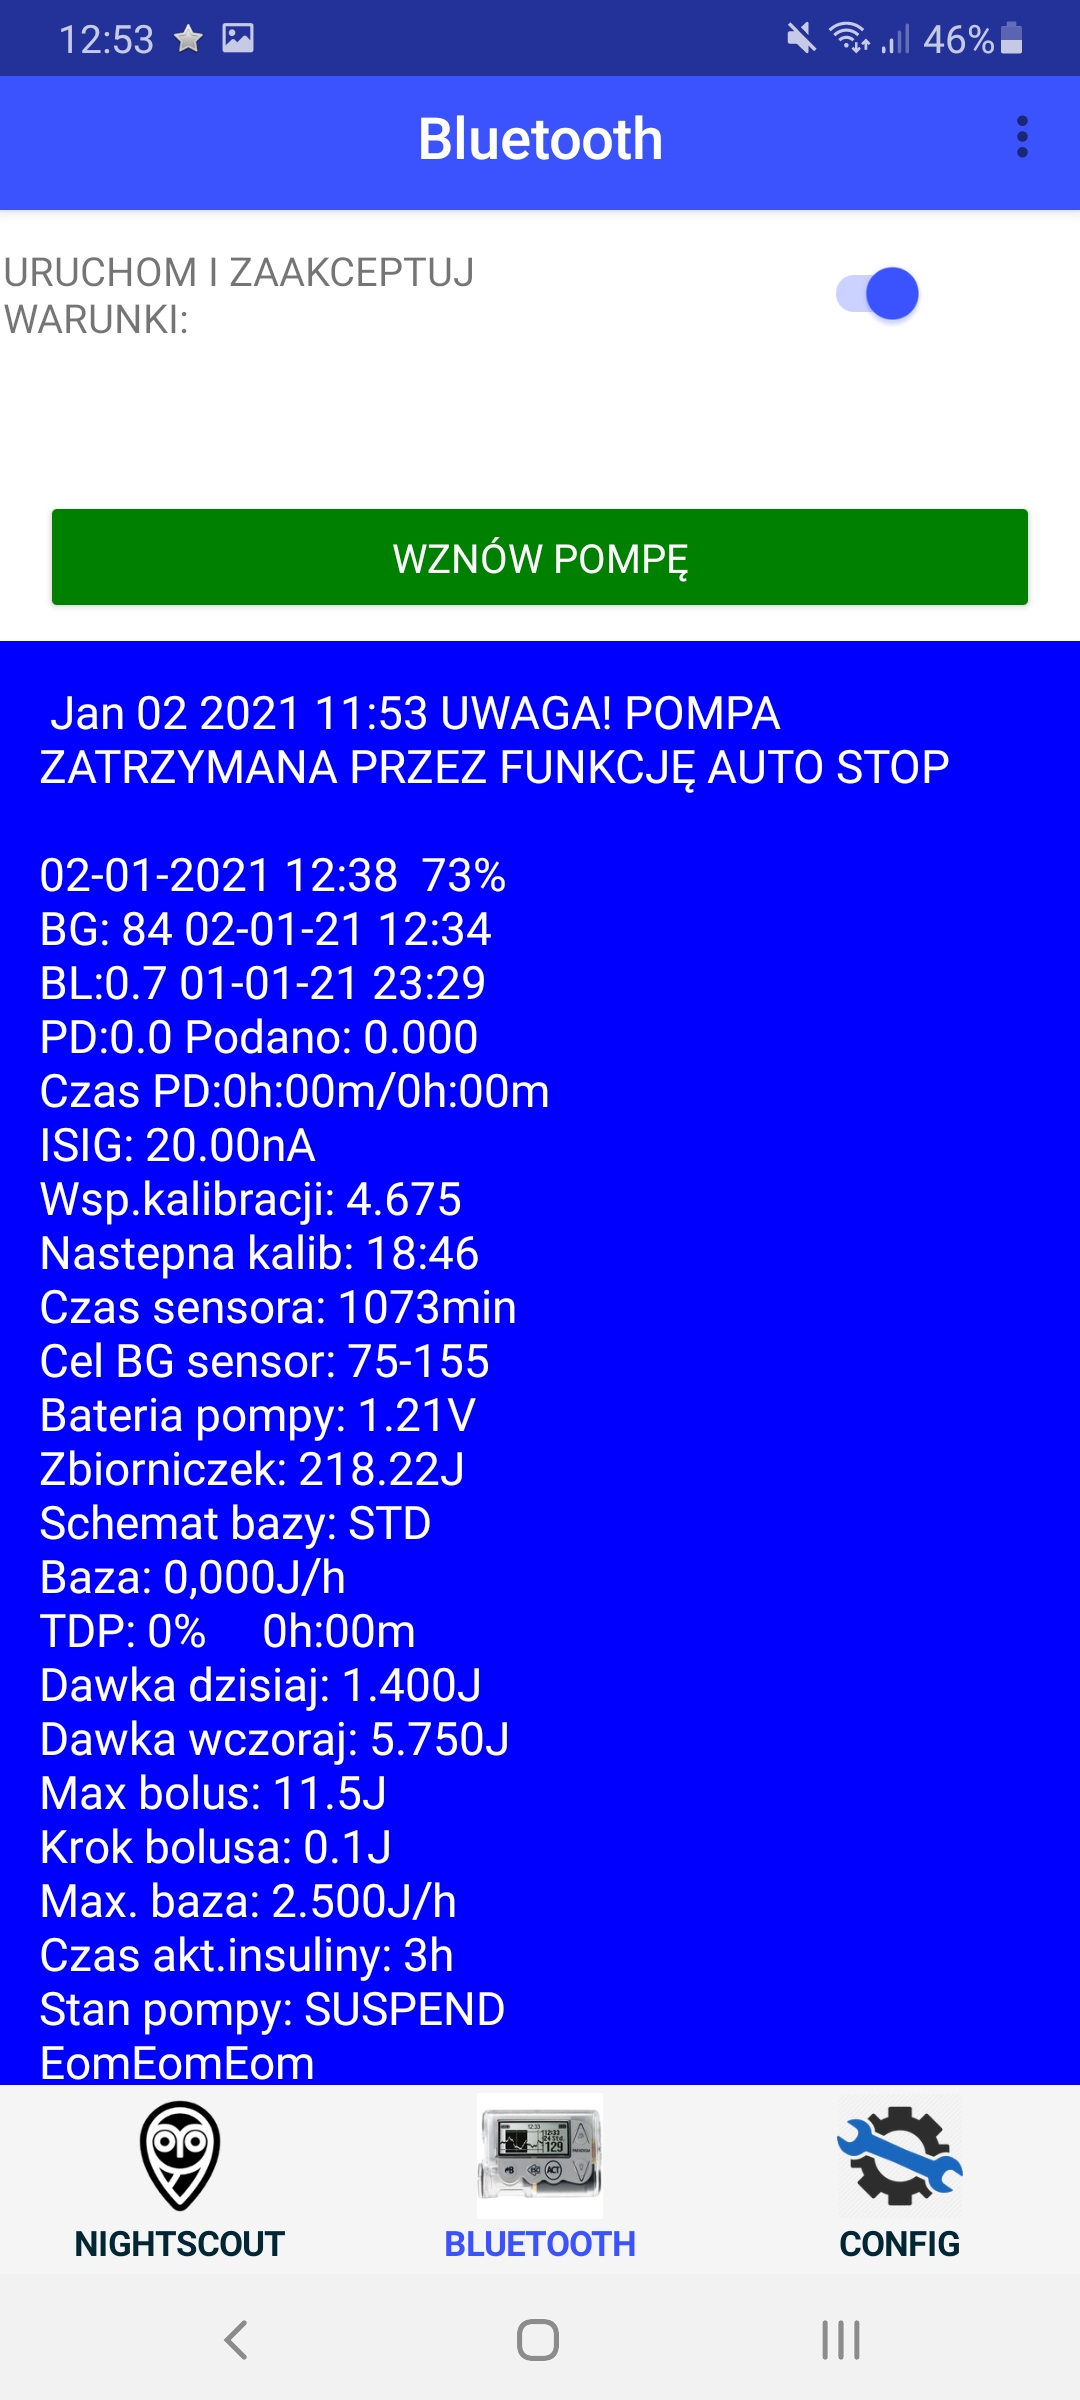 12:53 46%
Bluetooth
URUCHOM I ZAAKCEPTUJ
WARUNKI:
WZNÓW POMPĘ
Jan 02 2021 11:53 UWAGA! POMPA
ZATRZYMANA PRZEZ FUNKCJĘ AUTO STOP
02-01-2021 12:38 73%
BG: 84 02-01-21 12:34
BL:0.7 01-01-21 23:29
PD:0.0 Podano: 0.000
Czas PD:0h:00m/0h:00m
ISIG: 20.00nA
Wsp.kalibracji: 4.675
Nastepna kalib: 18:46
Czas sensora: 1073min
Cel BG sensor: 75-155
Bateria pompy: 1.21V
Zbiorniczek: 218.22J
Schemat bazy: STD
Baza: 0,000J/h
TDP: 0% 0h:00m
Dawka dzisiaj: 1.400J
Dawka wczoraj: 5.750J
Max bolus: 11.5J
Krok bolusa: 0.1J
Max. baza: 2.500J/h
Czas akt.insuliny: 3h
Stan pompy: SUSPEND
EomEomEom
129
ACT
NIGHTSCOUT BLUETOOTH CONFIG